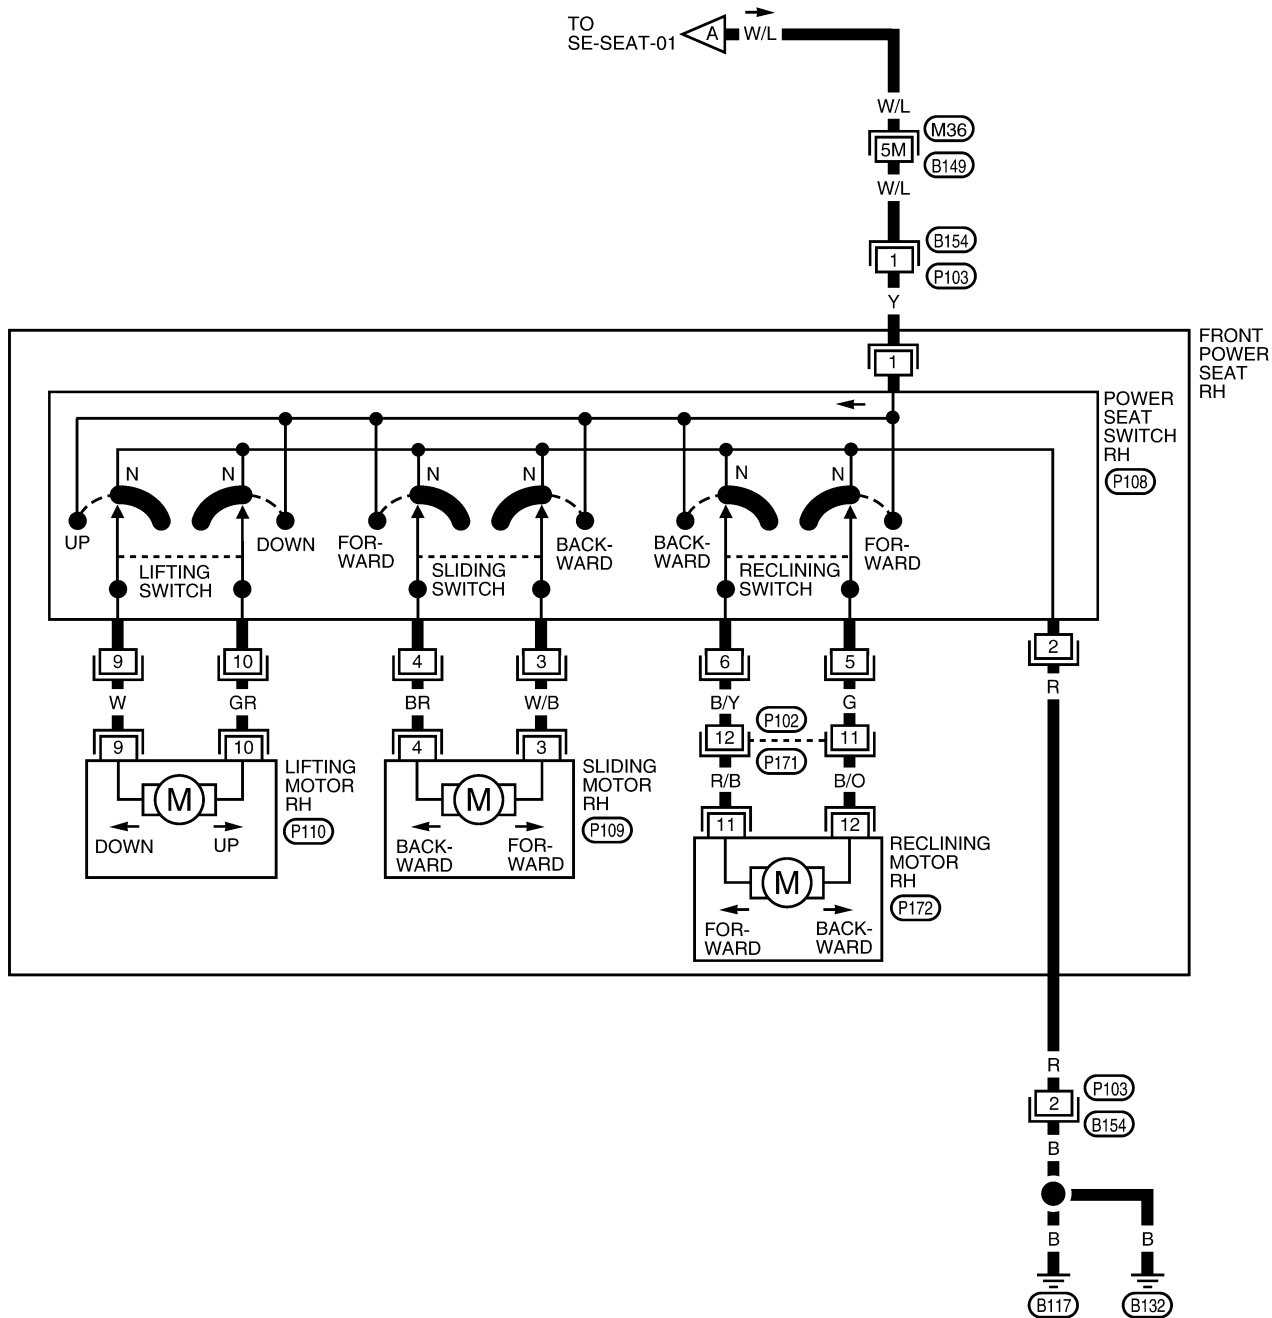 TO
SE-SEAT-01
A
W/L
W/L
5M
M36
B149
W/L
1
B154
P103
Y
1
FRONT
POWER
SEAT
RH
POWER
SEAT
SWITCH
RH
P108
N
N
N
N
N
N
UP
DOWN
FOR-
WARD
BACK-
WARD
BACK-
WARD
FOR-
WARD
LIFTING
SWITCH
SLIDING
SWITCH
RECLINING
SWITCH
9
10
4
3
6
5
2
W
GR
BR
W/B
B/Y
G
R
9
10
4
3
12
11
P102
P171
R/B
B/O
11
12
M
LIFTING
MOTOR
RH
P110
DOWN
UP
M
SLIDING
MOTOR
RH
P109
BACK-
WARD
FOR-
WARD
M
RECLINING
MOTOR
RH
P172
FOR-
WARD
BACK-
WARD
R
2
P103
B154
B
B
B
B117
B132